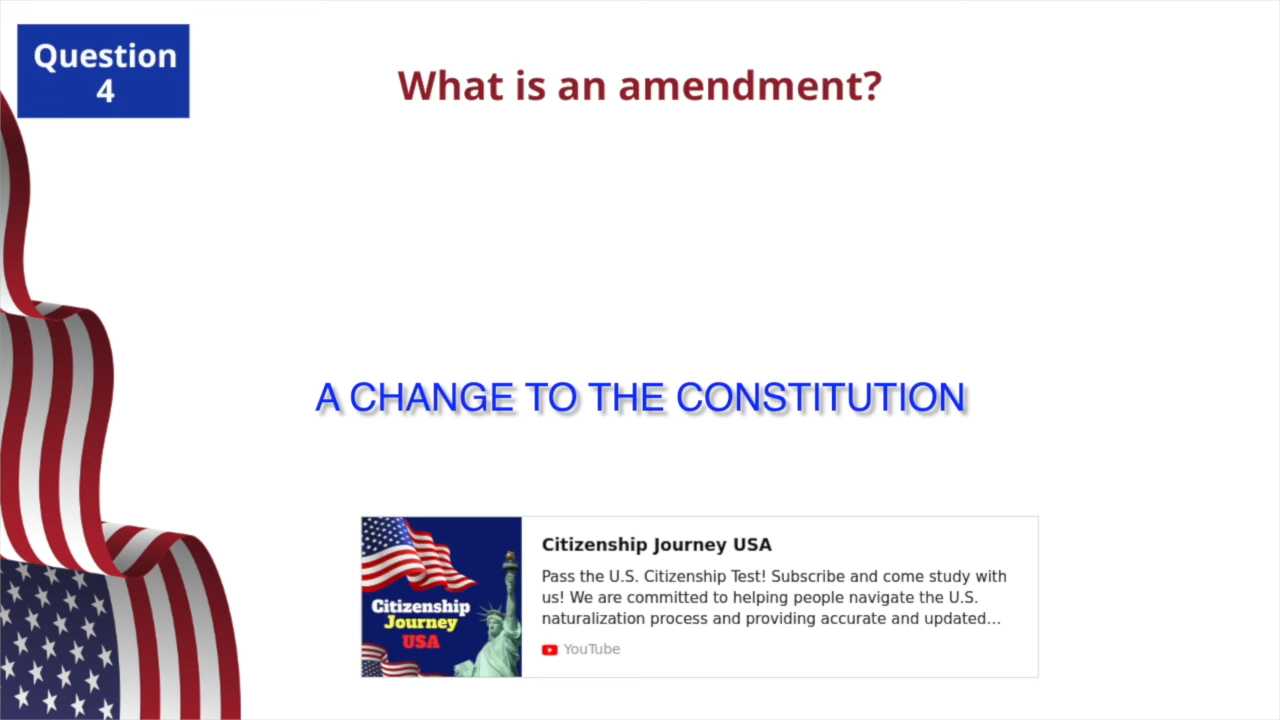 Question
4
What is an amendment?
A CHANGE TO THE CONSTITUTION
Citizenship
Journey
USA
Citizenship Journey USA
Pass the U.S. Citizenship Test! Subscribe and come study with
us! We are committed to helping people navigate the U.S.
naturalization process and providing accurate and updated...
YouTube